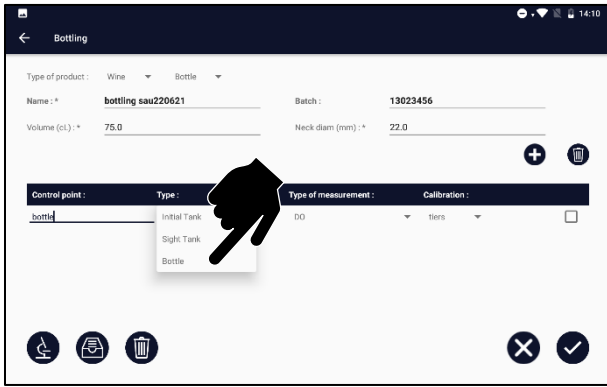 14:10
Bottling
Type of product : Wine Bottle
Name : * bottling sau220621 Batch : 13023456
Volume (cl.) : * 75.0 Neck diam (mm) : * 22.0
Control point : Type : Type of measurement : Calibration :
bottle Initial Tank DO tiers
Sight Tank
Bottle